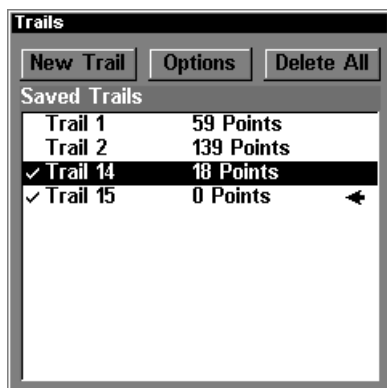 Trails
New Trail Options Delete All
Saved Trails
Trail 1 59 Points
Trail 2 139 Points
✓ Trail 14 18 Points
✓ Trail 15 0 Points